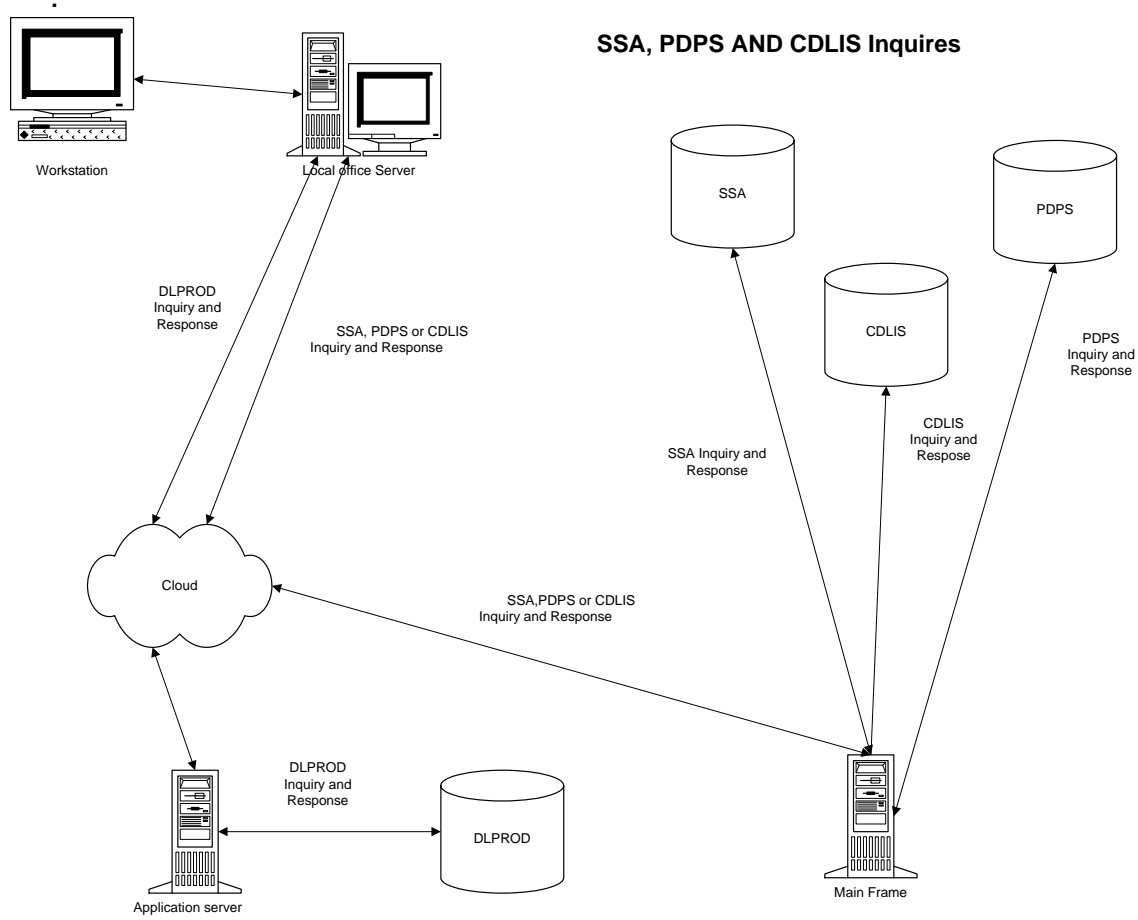 SSA, PDPS AND CDLIS Inquires
Workstation
Local office Server
SSA
PDPS
CDLIS
DLPROD
Inquiry and
Response
SSA, PDPS or CDLIS
Inquiry and Response
PDPS
Inquiry and
Response
CDLIS
Inquiry and
Respose
SSA Inquiry and
Response
Cloud
SSA,PDPS or CDLIS
Inquiry and Response
DLPROD
Inquiry and
Response
DLPROD
Application server
Main Frame